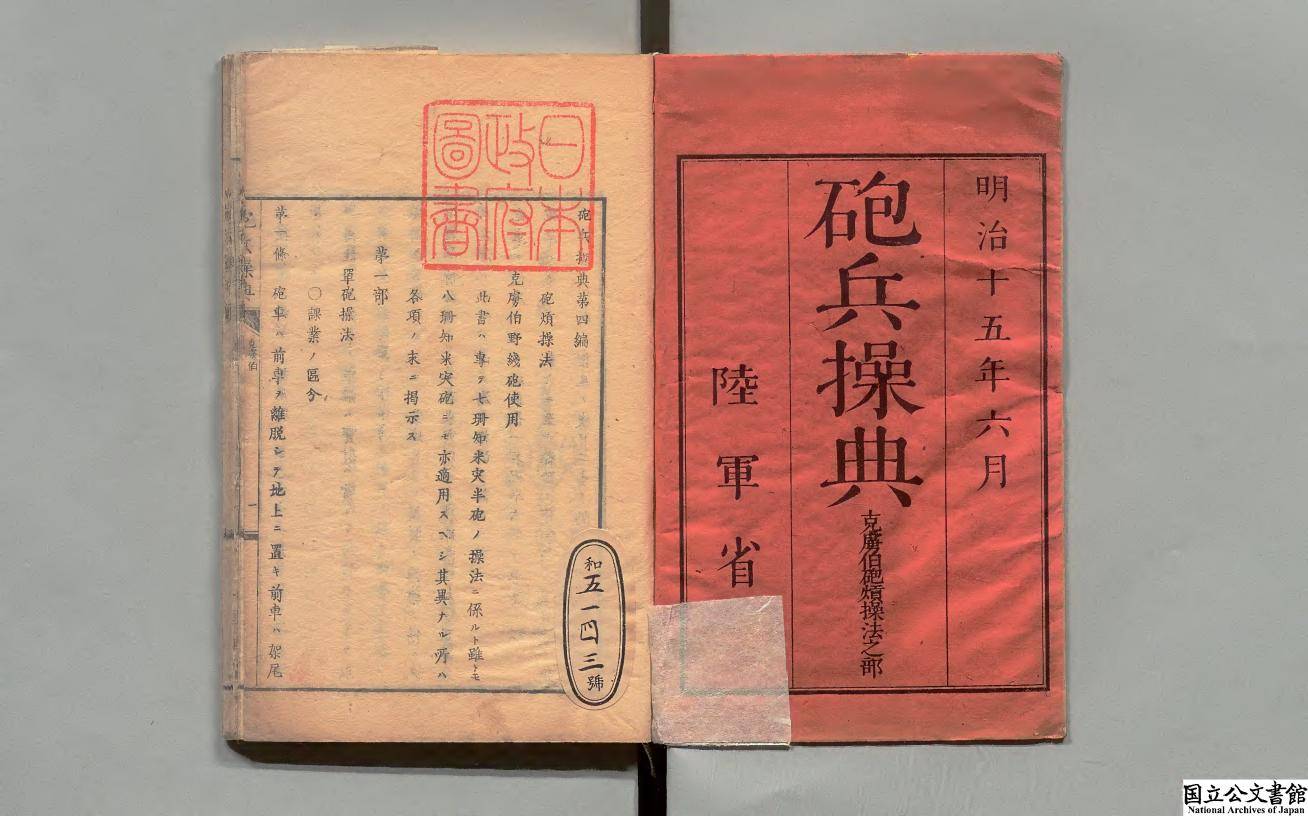 明治十五年六月
砲兵操典
克虜伯砲熕操法之部
陸軍省
日本
政府
圖書
砲兵操典第四編
砲熕操法
克虜伯野綫砲使用
此書ハ專ラ七珊知米突半砲ノ操法ニ係ルト雖トモ
八珊知米突砲ニモ亦適用スヘシ其異ナル所ハ
各項ノ末ニ揭示ス
第一部
單砲操法
〇課業ノ區分
第一條 砲車ハ前車ヲ離脱シテ地上ニ置キ前車ハ架尾
一
和
五一四三
號
国立公文書館
National Archives of Japan